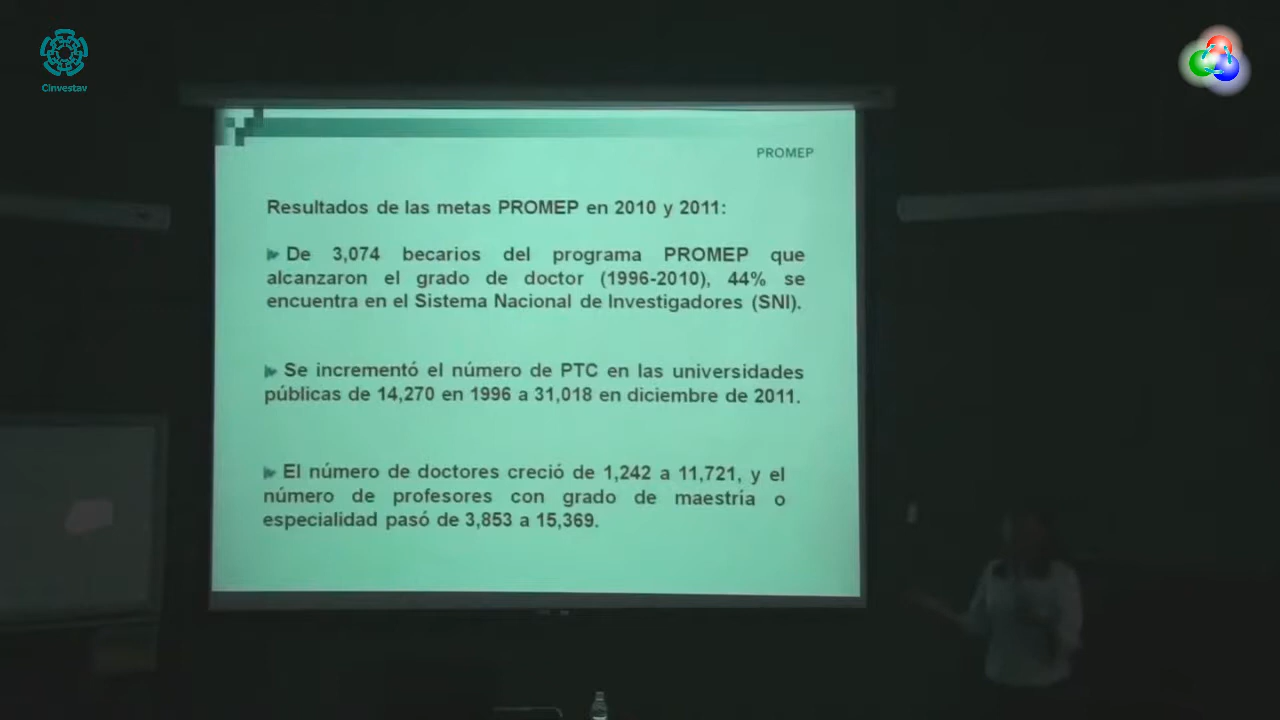 Cinvestav
PROMEP
Resultados de las metas PROMEP en 2010 y 2011:
De 3,074 becarios del programa PROMEP que
alcanzaron el grado de doctor (1996-2010), 44% se
encuentra en el Sistema Nacional de Investigadores (SNI).
Se incrementó el número de PTC en las universidades
públicas de 14,270 en 1996 a 31,018 en diciembre de 2011.
El número de doctores creció de 1,242 a 11,721, y el
número de profesores con grado de maestría o
especialidad pasó de 3,853 a 15,369.